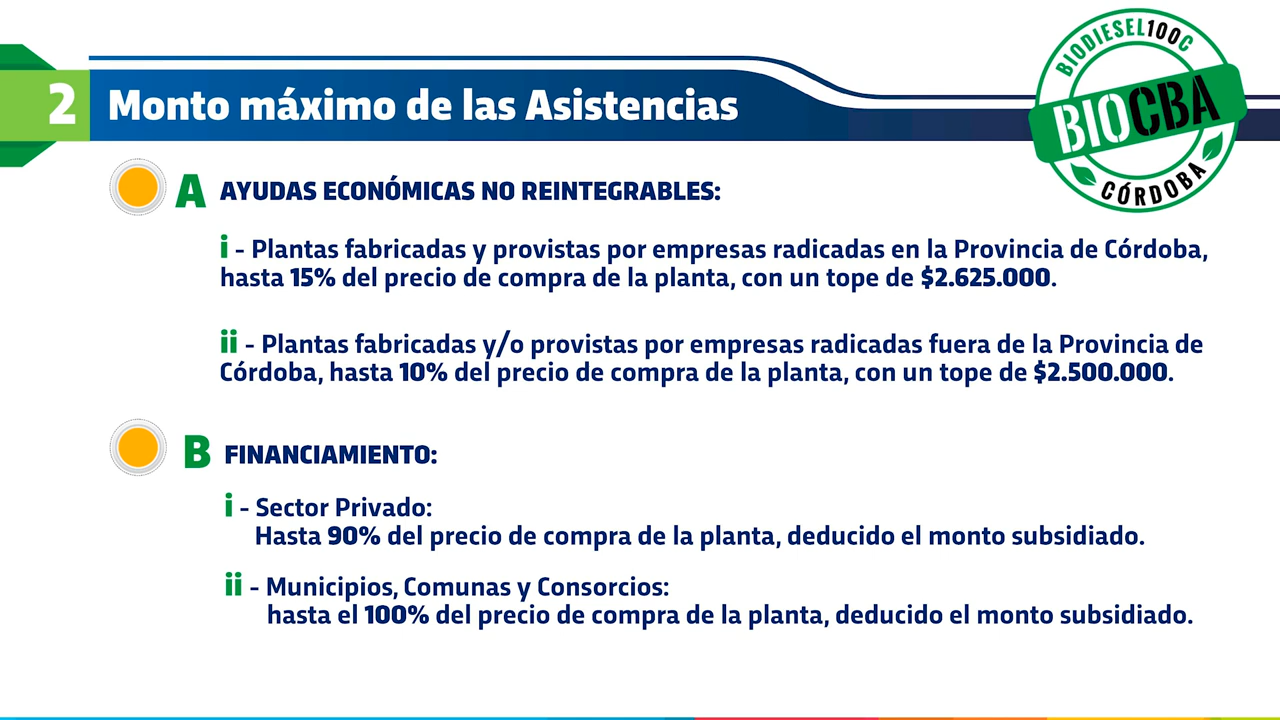 2 Monto máximo de las Asistencias
BIODIESEL100C
BIOCBA
CÓRDOBA
A AYUDAS ECONÓMICAS NO REINTEGRABLES:
i - Plantas fabricadas y provistas por empresas radicadas en la Provincia de Córdoba,
hasta 15% del precio de compra de la planta, con un tope de $2.625.000.
ii - Plantas fabricadas y/o provistas por empresas radicadas fuera de la Provincia de
Córdoba, hasta 10% del precio de compra de la planta, con un tope de $2.500.000.
B FINANCIAMIENTO:
i - Sector Privado:
Hasta 90% del precio de compra de la planta, deducido el monto subsidiado.
ii - Municipios, Comunas y Consorcios:
hasta el 100% del precio de compra de la planta, deducido el monto subsidiado.